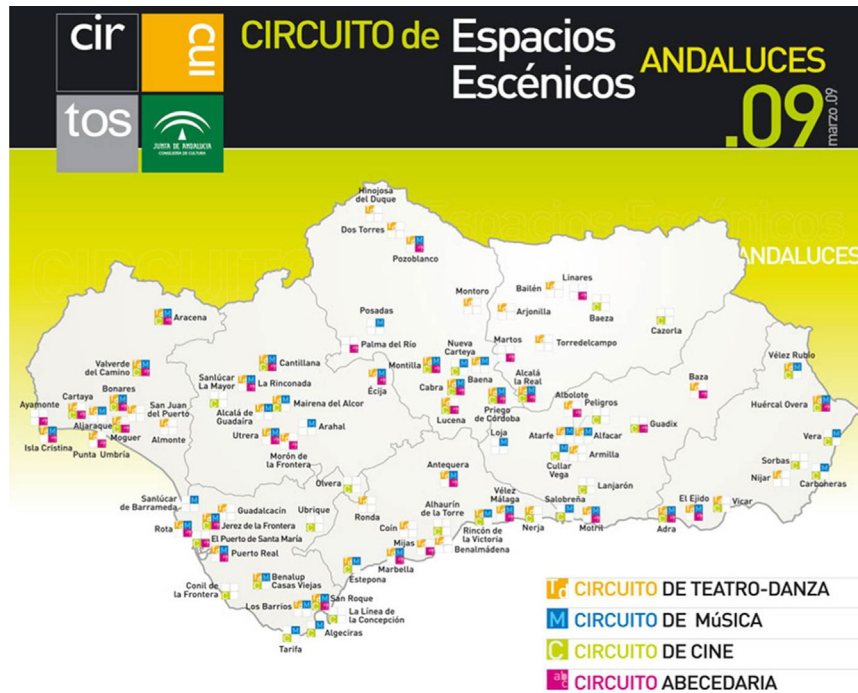 cir
cui
tos
JUNTA DE ANDALUCIA
CONSEJERÍA DE CULTURA
CIRCUITO de Espacios
Escénicos
ANDALUCES
.09
marzo .09
Espacios Escénicos
CIRCUITO
ANDALUCES
Hinojosa
del Duque
Dos Torres
Pozoblanco
Montoro
Bailén
Linares
Arjonilla
Baeza
Cazorla
Posadas
Aracena
Palma del Río
Nueva
Carteya
Martos
Torredelcampo
Vélez Rubio
Valverde
del Camino
Cantillana
Montilla
Baena
Alcalá
la Real
Baza
Sanlúcar
La Mayor
La Rinconada
Écija
Cabra
Albolote
Peligros
Bonares
Cartaya
San Juan
del Puerto
Mairena del Alcor
Ayamonte
Alcalá de
Guadaíra
Lucena
Priego
de Córdoba
Guadix
Huércal Overa
Aljaraque
Moguer
Almonte
Arahal
Utrera
Loja
Atarfe
Alfacar
Isla Cristina
Punta Umbría
Morón de
la Frontera
Armilla
Cullar
Vega
Vera
Sorbas
Antequera
Olvera
Lanjarón
Nijar
Carboneras
Sanlúcar
de Barrameda
Guadalcacín
Ubrique
Ronda
Alhaurín
de la Torre
Vélez
Málaga
Salobreña
El Ejido
Vicar
Rota
Jerez de la Frontera
Coín
Rincón de
la Victoria
Nerja
Motril
Adra
El Puerto de Santa María
Mijas
Benalmádena
Puerto Real
Marbella
Estepona
Benalup
Casas Viejas
Conil de
la Frontera
Los Barrios
San Roque
La Línea de
la Concepción
Algeciras
Tarifa
Td CIRCUITO DE TEATRO-DANZA
M CIRCUITO DE MúSICA
C CIRCUITO DE CINE
abc CIRCUITO ABECEDARIA